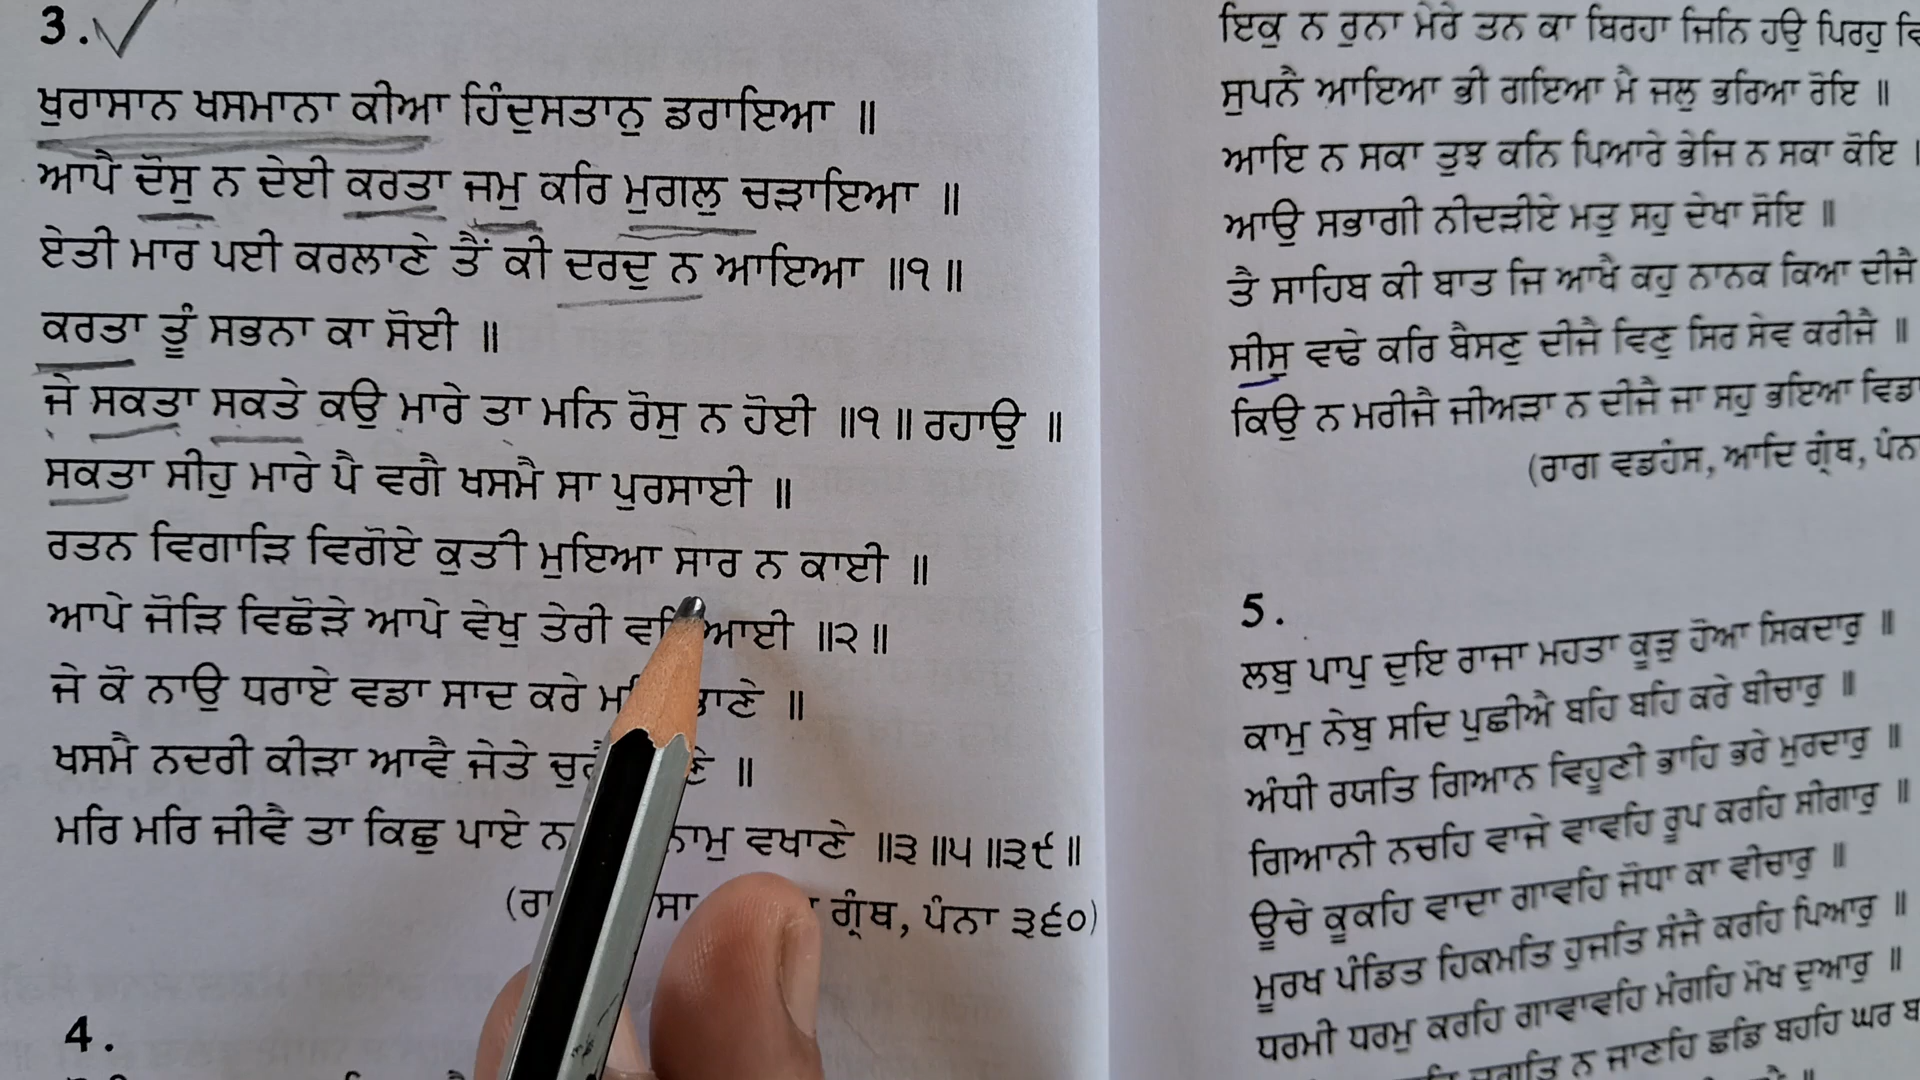 3.
ਖੁਰਾਸਾਨ ਖਸਮਾਨਾ ਕੀਆ ਹਿੰਦੁਸਤਾਨੁ ਡਰਾਇਆ ॥
ਆਪੈ ਦੋਸੁ ਨ ਦੇਈ ਕਰਤਾ ਜਮੁ ਕਰਿ ਮੁਗਲੁ ਚੜਾਇਆ ॥
ਏਤੀ ਮਾਰ ਪਈ ਕਰਲਾਣੇ ਤੈਂ ਕੀ ਦਰਦੁ ਨ ਆਇਆ ॥੧॥
ਕਰਤਾ ਤੂੰ ਸਭਨਾ ਕਾ ਸੋਈ ॥
ਜੇ ਸਕਤਾ ਸਕਤੇ ਕਉ ਮਾਰੇ ਤਾ ਮਨਿ ਰੋਸੁ ਨ ਹੋਈ ॥੧॥ ਰਹਾਉ ॥
ਸਕਤਾ ਸੀਹੁ ਮਾਰੇ ਪੈ ਵਗੈ ਖਸਮੈ ਸਾ ਪੁਰਸਾਈ ॥
ਰਤਨ ਵਿਗਾੜਿ ਵਿਗੋਏ ਕੁਤੀ ਮੁਇਆ ਸਾਰ ਨ ਕਾਈ ॥
ਆਪੇ ਜੋੜਿ ਵਿਛੋੜੇ ਆਪੇ ਵੇਖੁ ਤੇਰੀ ॥੨॥
ਜੇ ਕੋ ਨਾਉ ਧਰਾਏ ਵਡਾ ਸਾਦ ਕਰੇ ॥
ਖਸਮੈ ਨਦਰੀ ਕੀੜਾ ਆਵੈ ਜੇਤੇ ॥
ਮਰਿ ਮਰਿ ਜੀਵੈ ਤਾ ਕਿਛੁ ਪਾਏ ਨਾਮੁ ਵਖਾਣੇ ॥੩॥੫॥੩੯॥
ਗ੍ਰੰਥ, ਪੰਨਾ ੩੬੦)
4.
ਇਕੁ ਨ ਰੁਨਾ ਮੇਰੇ ਤਨ ਕਾ ਬਿਰਹਾ ਜਿਨਿ ਹਉ ਪਿਰਹੁ
ਸੁਪਨੈ ਆਇਆ ਭੀ ਗਇਆ ਮੈ ਜਲੁ ਭਰਿਆ ਰੋਇ ॥
ਆਇ ਨ ਸਕਾ ਤੁਝ ਕਨਿ ਪਿਆਰੇ ਭੇਜਿ ਨ ਸਕਾ ਕੋਇ ।
ਆਉ ਸਭਾਗੀ ਨੀਦੜੀਏ ਮਤੁ ਸਹੁ ਦੇਖਾ ਸੋਇ ॥
ਤੈ ਸਾਹਿਬ ਕੀ ਬਾਤ ਜਿ ਆਖੈ ਕਹੁ ਨਾਨਕ ਕਿਆ ਦੀਜੈ
ਸੀਸੁ ਵਢੇ ਕਰਿ ਬੈਸਣੁ ਦੀਜੈ ਵਿਣੁ ਸਿਰ ਸੇਵ ਕਰੀਜੈ ॥
ਕਿਉ ਨ ਮਰੀਜੈ ਜੀਅੜਾ ਨ ਦੀਜੈ ਜਾ ਸਹੁ ਭਇਆ ਵਿਡਾ
(ਰਾਗ ਵਡਹੰਸ, ਆਦਿ ਗ੍ਰੰਥ, ਪੰਨਾ
5.
ਲਬੁ ਪਾਪੁ ਦੁਇ ਰਾਜਾ ਮਹਤਾ ਕੂੜੁ ਹੋਆ ਸਿਕਦਾਰੁ ॥
ਕਾਮੁ ਨੇਬੁ ਸਦਿ ਪੁਛੀਐ ਬਹਿ ਬਹਿ ਕਰੇ ਬੀਚਾਰੁ ॥
ਅੰਧੀ ਰਯਤਿ ਗਿਆਨ ਵਿਹੂਣੀ ਭਾਹਿ ਭਰੇ ਮੁਰਦਾਰੁ ॥
ਗਿਆਨੀ ਨਚਹਿ ਵਾਜੇ ਵਾਵਹਿ ਰੂਪ ਕਰਹਿ ਸੀਗਾਰੁ ॥
ਊਚੇ ਕੂਕਹਿ ਵਾਦਾ ਗਾਵਹਿ ਜੋਧਾ ਕਾ ਵੀਚਾਰੁ ॥
ਮੂਰਖ ਪੰਡਿਤ ਹਿਕਮਤਿ ਹੁਜਤਿ ਸੰਜੈ ਕਰਹਿ ਪਿਆਰੁ ॥
ਧਰਮੀ ਧਰਮੁ ਕਰਹਿ ਗਾਵਾਵਹਿ ਮੰਗਹਿ ਮੋਖ ਦੁਆਰੁ ॥
ਨ ਜਾਣਹਿ ਛਡਿ ਬਹਹਿ ਘਰ